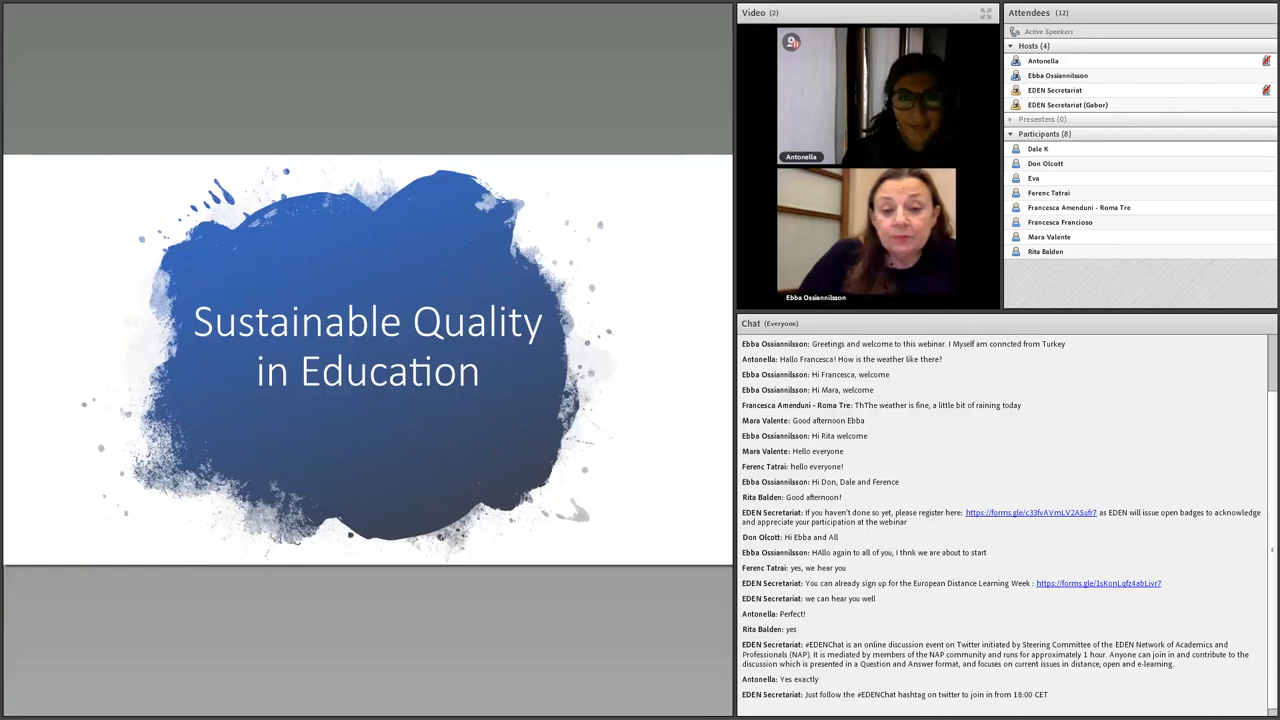 Sustainable Quality
in Education
Video (2)
Antonella
Ebba Ossiannilsson
Attendees (12)
Active Speakers
Hosts (4)
Antonella
Ebba Ossiannilsson
EDEN Secretariat
EDEN Secretariat (Gabor)
Presenters (0)
Participants (8)
Dale K
Don Olcott
Eva
Ferenc Tatrai
Francesca Amenduni - Roma Tre
Francesca Francioso
Mara Valente
Rita Balden
Chat (Everyone)
Ebba Ossiannilsson: Greetings and welcome to this webinar. I Myself am conncted from Turkey
Antonella: Hallo Francesca! How is the weather like there?
Ebba Ossiannilsson: Hi Francesca, welcome
Ebba Ossiannilsson: Hi Mara, welcome
Francesca Amenduni - Roma Tre: ThThe weather is fine, a little bit of raining today
Mara Valente: Good afternoon Ebba
Ebba Ossiannilsson: Hi Rita welcome
Mara Valente: Hello everyone
Ferenc Tatrai: hello everyone!
Ebba Ossiannilsson: Hi Don, Dale and Ference
Rita Balden: Good afternoon!
EDEN Secretariat: If you haven't done so yet, please register here: https://forms.gle/c33fvAVmLV2ASufr7 as EDEN will issue open badges to acknowledge
and appreciate your participation at the webinar
Don Olcott: Hi Ebba and All
Ebba Ossiannilsson: HAllo again to all of you, I thnk we are about to start
Ferenc Tatrai: yes, we hear you
EDEN Secretariat: You can already sign up for the European Distance Learning Week : https://forms.gle/1sKonLqfz4abLivr7
EDEN Secretariat: we can hear you well
Antonella: Perfect!
Rita Balden: yes
EDEN Secretariat: #EDENChat is an online discussion event on Twitter initiated by Steering Committee of the EDEN Network of Academics and
Professionals (NAP). It is mediated by members of the NAP community and runs for approximately 1 hour. Anyone can join in and contribute to the
discussion which is presented in a Question and Answer format, and focuses on current issues in distance, open and e-learning.
Antonella: Yes exactly
EDEN Secretariat: Just follow the #EDENChat hashtag on twitter to join in from 18:00 CET